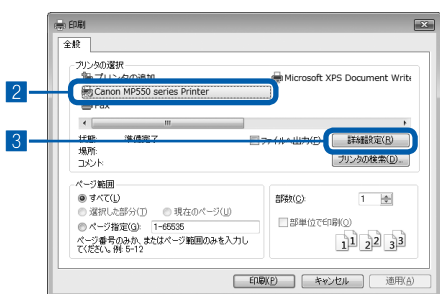 印刷
全般
プリンタの選択
プリンタの追加
Microsoft XPS Document Write
2
Canon MP550 series Printer
Fax
3
状態: 準備完了
ファイルへ出力(F)
詳細設定(R)
場所:
コメント:
プリンタの検索(D)...
ページ範囲
すべて(L)
選択した部分(T)
現在のページ(U)
ページ指定(G): 1-65535
ページ番号のみか、またはページ範囲のみを入力し
てください。例: 5-12
部数(C): 1
部単位で印刷(O)
1 1 2 2 3 3
印刷(P)
キャンセル
適用(A)